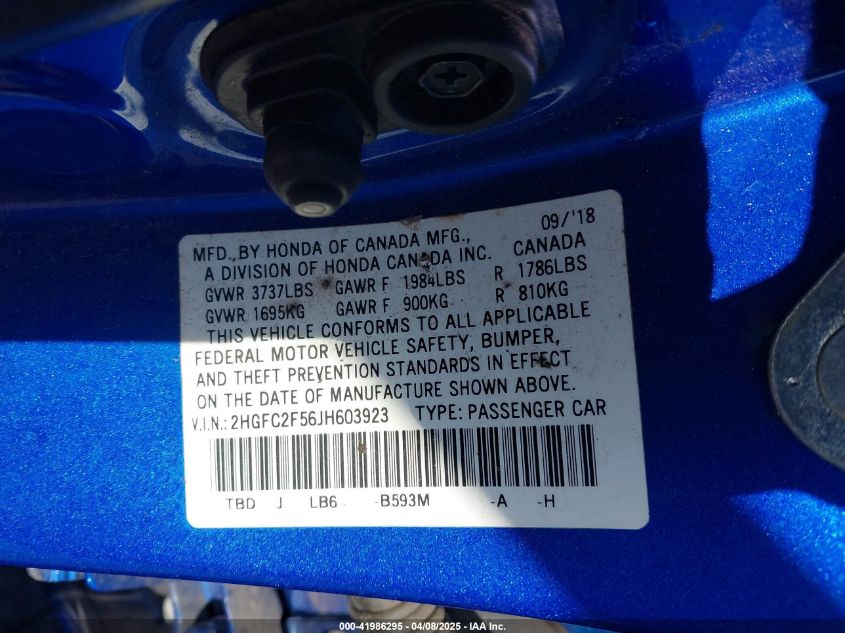 09/'18
MFD. BY HONDA OF CANADA MFG., CANADA
A DIVISION OF HONDA CANADA INC.
GVWR 3737LBS GAWR F 1984LBS R 1786LBS
GVWR 1695KG GAWR F 900KG R 810KG
THIS VEHICLE CONFORMS TO ALL APPLICABLE
FEDERAL MOTOR VEHICLE SAFETY, BUMPER,
AND THEFT PREVENTION STANDARDS IN EFFECT
ON THE DATE OF MANUFACTURE SHOWN ABOVE.
V.I.N.: 2HGFC2F56JH603923 TYPE: PASSENGER CAR
TBD J LB6 -B593M -A -H
000-41986295 - 04/08/2025 - IAA Inc.